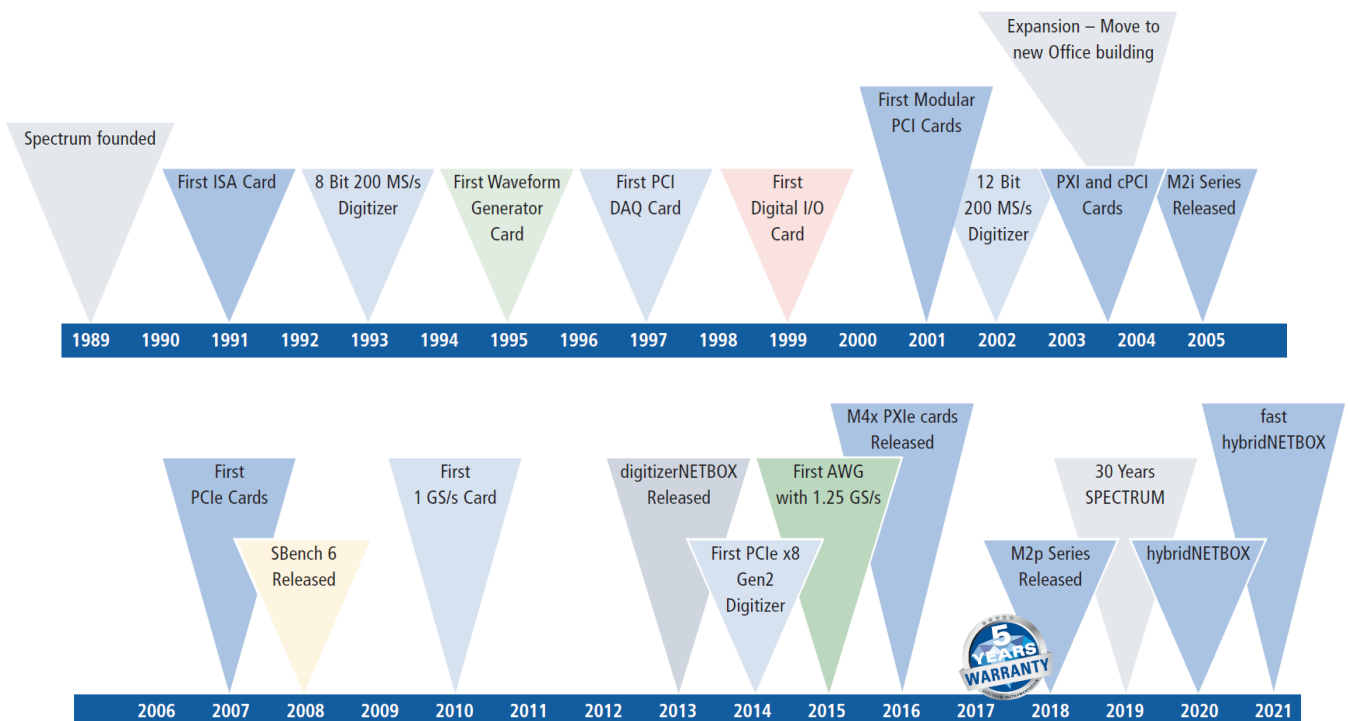 Expansion – Move to
new Office building
First Modular
PCI Cards
Spectrum founded
First ISA Card
8 Bit 200 MS/s
Digitizer
First Waveform
Generator
Card
First PCI
DAQ Card
First
Digital I/O
Card
12 Bit
200 MS/s
Digitizer
PXI and cPCI
Cards
M2i Series
Released
1989 1990 1991 1992 1993 1994 1995 1996 1997 1998 1999 2000 2001 2002 2003 2004 2005
M4x PXIe cards
Released
fast
hybridNETBOX
First
PCIe Cards
First
1 GS/s Card
digitizerNETBOX
Released
First AWG
with 1.25 GS/s
30 Years
SPECTRUM
SBench 6
Released
First PCIe x8
Gen2
Digitizer
M2p Series
Released
hybridNETBOX
5
YEARS
WARRANTY
2006 2007 2008 2009 2010 2011 2012 2013 2014 2015 2016 2017 2018 2019 2020 2021